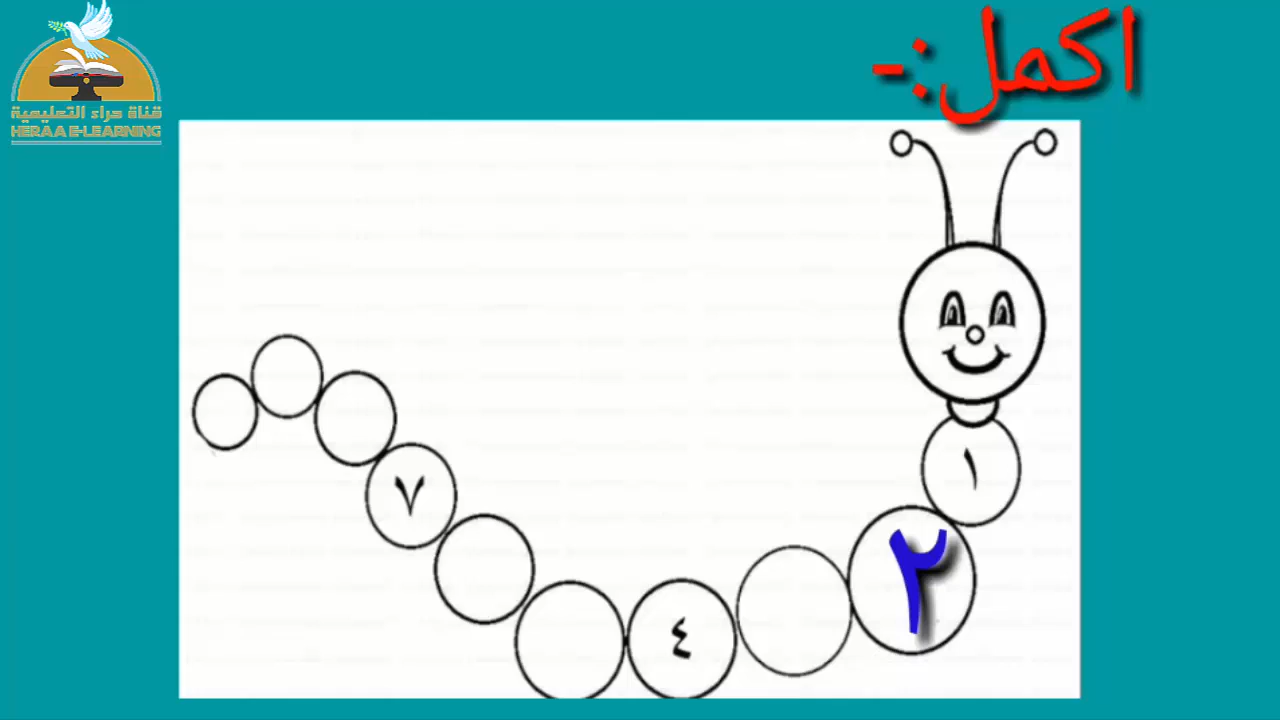 اكمل:-
قناة حراء التعليمية
HERAA E-LEARNING
١
٢
٤
٧